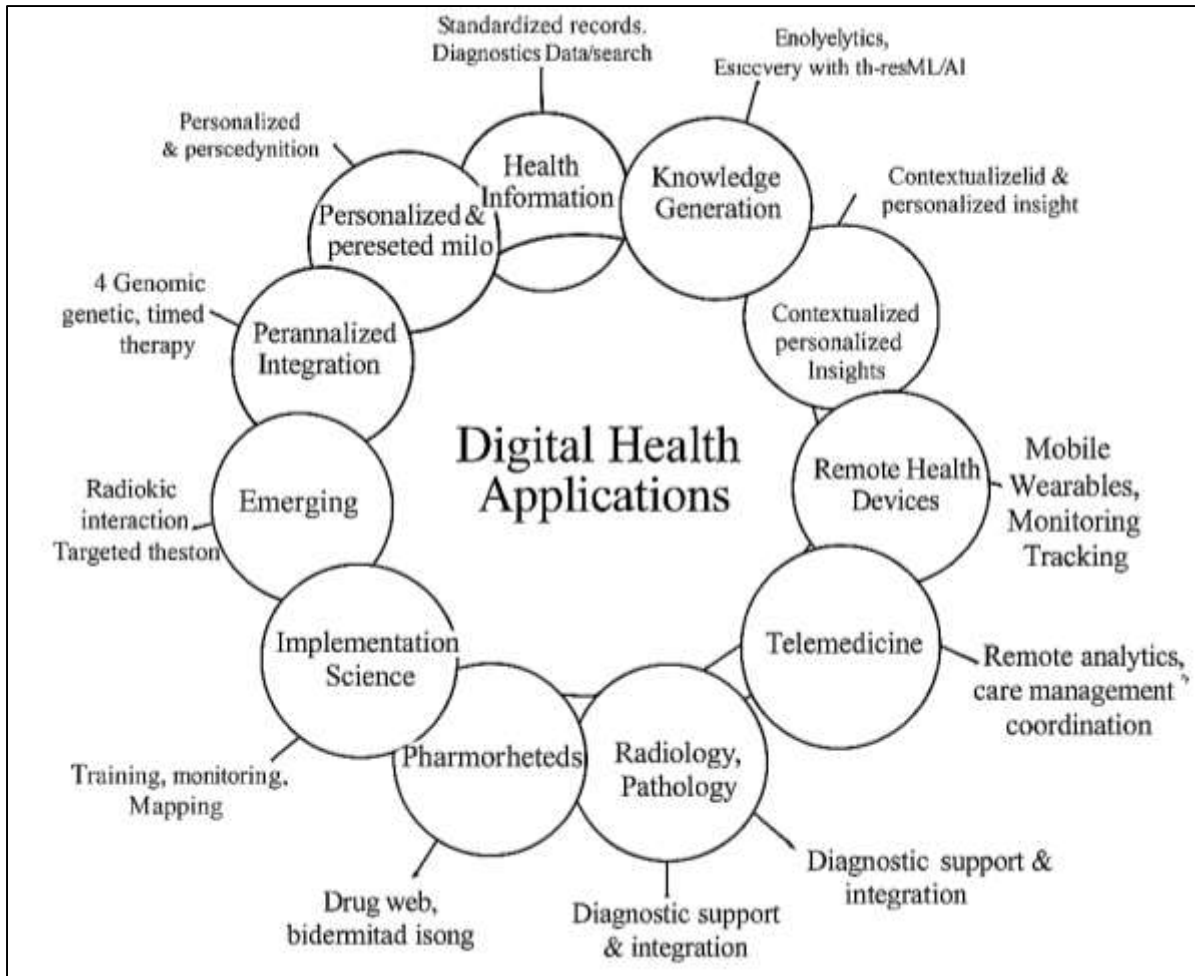 Standardized records.
Diagnostics Data/search
Enolyelytics,
Esiccvery with th-resML/AI
Personalized
& perscedynition
Health
Information
Knowledge
Generation
Contextualizelid &
personalized insight
Personalized &
pereseted milo
4 Genomic
genetic, timed
therapy
Perannalized
Integration
Contextualized
personalized
Insights
Digital Health
Applications
Remote Health
Devices
Mobile
Wearables,
Monitoring
Tracking
Emerging
Radiokic
interaction
Targeted theston
Implementation
Science
Telemedicine
Remote analytics,
care management
coordination
Pharmorheteds
Radiology,
Pathology
Training, monitoring,
Mapping
Drug web,
bidermitad isong
Diagnostic support
& integration
Diagnostic support &
integration